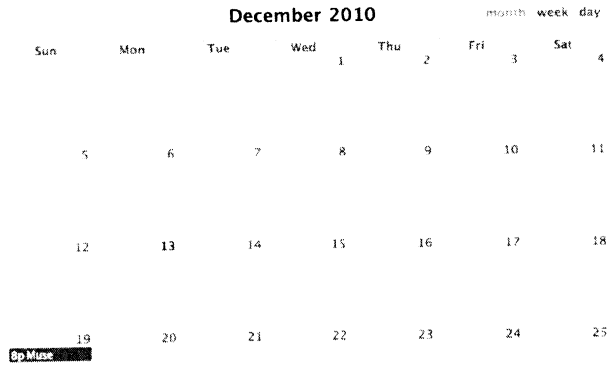 December 2010 month week day
Sun Mon Tue Wed Thu Fri Sat
1 2 3 4
5 6 7 8 9 10 11
12 13 14 15 16 17 18
19 20 21 22 23 24 25
8p Muse